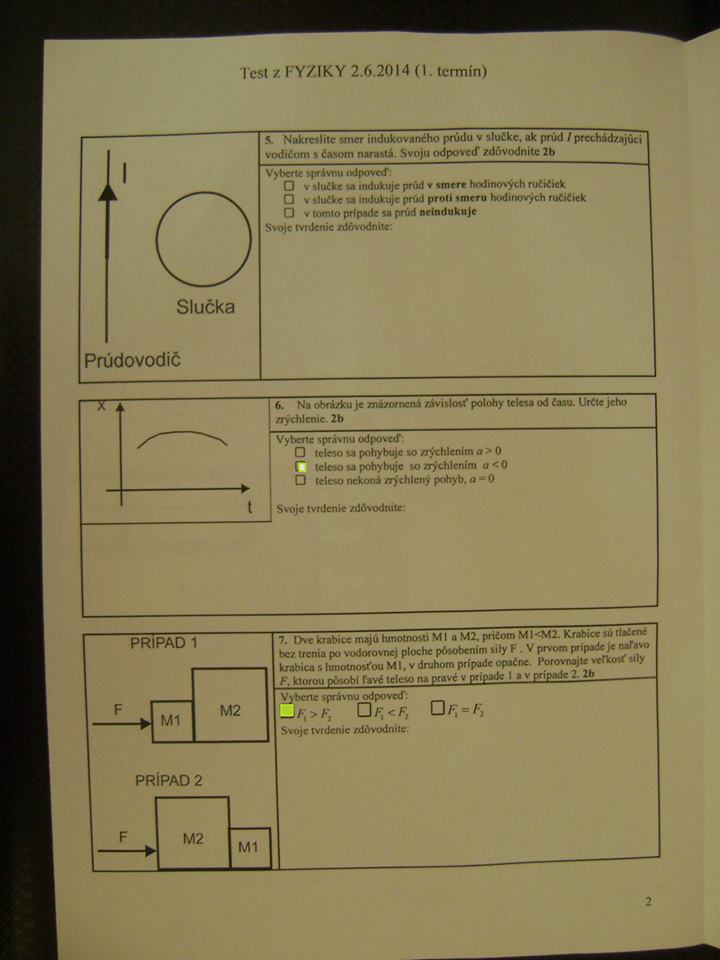 Test z FYZIKY 2.6.2014 (1. termín)
I
Slučka
Prúdovodič
5. Nakreslite smer indukovaného prúdu v slučke, ak prúd I prechádzajúci
vodičom s časom narastá. Svoju odpoveď zdôvodnite 2b
Vyberte správnu odpoveď:
v slučke sa indukuje prúd v smere hodinových ručičiek
v slučke sa indukuje prúd proti smeru hodinových ručičiek
v tomto prípade sa prúd neindukuje
Svoje tvrdenie zdôvodnite:
x
t
6. Na obrázku je znázornená závislosť polohy telesa od času. Určte jeho
zrýchlenie. 2b
Vyberte správnu odpoveď:
teleso sa pohybuje so zrýchlením a > 0
teleso sa pohybuje so zrýchlením a < 0
teleso nekoná zrýchlený pohyb, a = 0
Svoje tvrdenie zdôvodnite:
PRÍPAD 1
F
M1
M2
PRÍPAD 2
F
M2
M1
7. Dve krabice majú hmotnosti M1 a M2, pričom M1<M2. Krabice sú tlačené
bez trenia po vodorovnej ploche pôsobením sily F . V prvom prípade je naľavo
krabica s hmotnosťou M1, v druhom prípade opačne. Porovnajte veľkosť sily
F, ktorou pôsobí ľavé teleso na pravé v prípade 1 a v prípade 2. 2b
Vyberte správnu odpoveď:
F₁ > F₂ F₁ < F₂ F₁ = F₂
Svoje tvrdenie zdôvodnite:
2